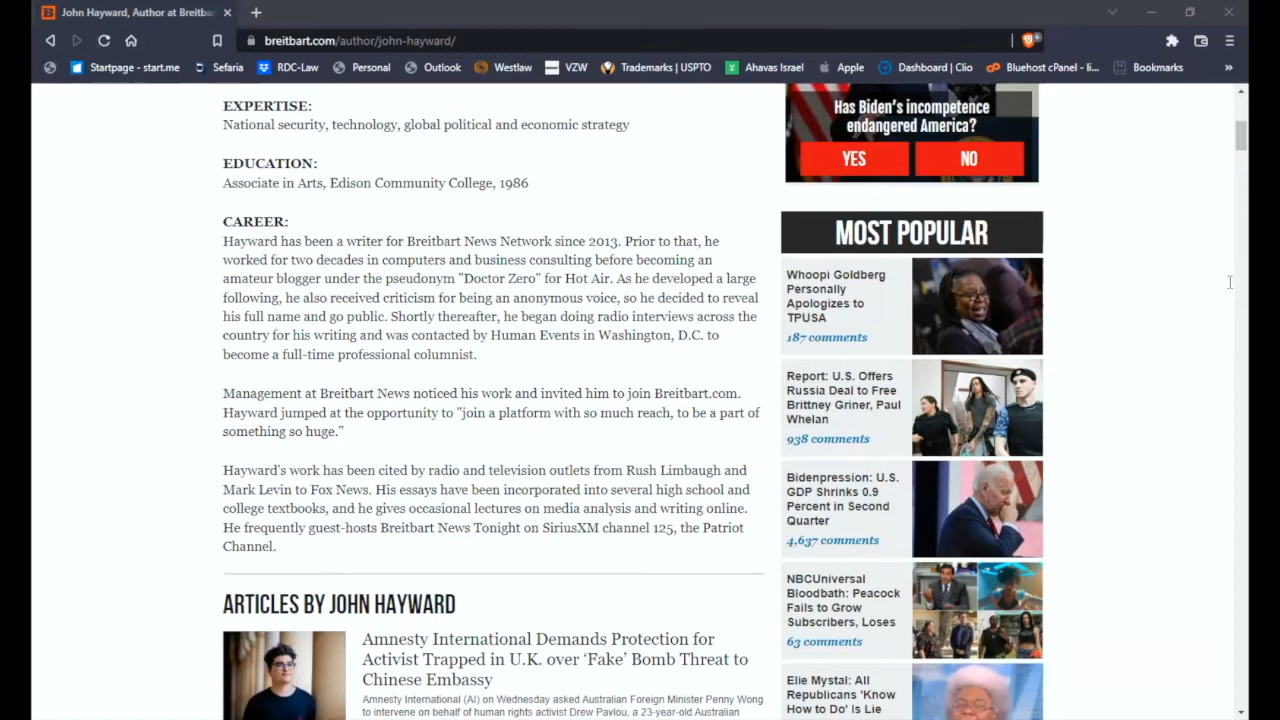 John Hayward, Author at Breitba
breitbart.com/author/john-hayward/
Startpage - start.me
Sefaria
RDC-Law
Personal
Outlook
Westlaw
VZW
Trademarks | USPTO
Ahavas Israel
Apple
Dashboard | Clio
Bluehost cPanel - li...
Bookmarks
EXPERTISE:
National security, technology, global political and economic strategy
EDUCATION:
Associate in Arts, Edison Community College, 1986
CAREER:
Hayward has been a writer for Breitbart News Network since 2013. Prior to that, he
worked for two decades in computers and business consulting before becoming an
amateur blogger under the pseudonym "Doctor Zero" for Hot Air. As he developed a large
following, he also received criticism for being an anonymous voice, so he decided to reveal
his full name and go public. Shortly thereafter, he began doing radio interviews across the
country for his writing and was contacted by Human Events in Washington, D.C. to
become a full-time professional columnist.
Management at Breitbart News noticed his work and invited him to join Breitbart.com.
Hayward jumped at the opportunity to "join a platform with so much reach, to be a part of
something so huge."
Hayward's work has been cited by radio and television outlets from Rush Limbaugh and
Mark Levin to Fox News. His essays have been incorporated into several high school and
college textbooks, and he gives occasional lectures on media analysis and writing online.
He frequently guest-hosts Breitbart News Tonight on SiriusXM channel 125, the Patriot
Channel.
ARTICLES BY JOHN HAYWARD
Amnesty International Demands Protection for
Activist Trapped in U.K. over ‘Fake’ Bomb Threat to
Chinese Embassy
Amnesty International (AI) on Wednesday asked Australian Foreign Minister Penny Wong
to intervene on behalf of human rights activist Drew Pavlou, a 23-year-old Australian
Has Biden's incompetence
endangered America?
YES
NO
MOST POPULAR
Whoopi Goldberg
Personally
Apologizes to
TPUSA
187 comments
Report: U.S. Offers
Russia Deal to Free
Brittney Griner, Paul
Whelan
938 comments
Bidenpression: U.S.
GDP Shrinks 0.9
Percent in Second
Quarter
4,637 comments
NBCUniversal
Bloodbath: Peacock
Fails to Grow
Subscribers, Loses
63 comments
Elie Mystal: All
Republicans 'Know
How to Do' Is Lie